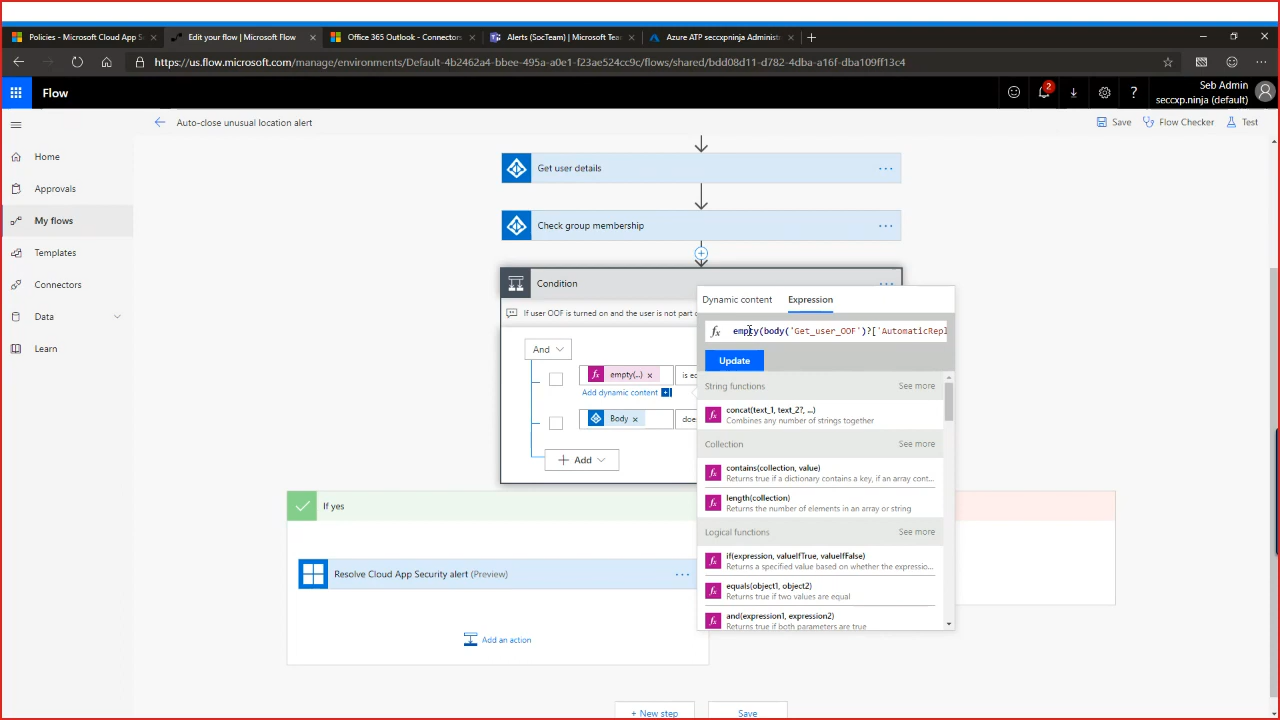 Policies - Microsoft Cloud App S
Edit your flow | Microsoft Flow
Office 365 Outlook - Connectors
Alerts (SocTeam) | Microsoft Tea
Azure ATP seccxpninja Administr
https://us.flow.microsoft.com/manage/environments/Default-4b2462a4-bbee-495a-a0e1-f23ae524cc9c/flows/shared/bdd08d11-d782-4dba-a16f-dba109ff13c4
Flow
2
?
Seb Admin
seccxp.ninja (default)
Auto-close unusual location alert
Save
Flow Checker
Test
Home
Approvals
My flows
Templates
Connectors
Data
Learn
Get user details
...
Check group membership
...
Condition
...
If user OOF is turned on and the user is not part o
And
empty(...) x
is eq
Add dynamic content
Body x
doe
+ Add
Dynamic content
Expression
fx
empty(body('Get_user_OOF')?['AutomaticRepl
Update
String functions
See more
concat(text_1, text_2?, ...)
Combines any number of strings together
Collection
See more
contains(collection, value)
Returns true if a dictionary contains a key, if an array cont...
length(collection)
Returns the number of elements in an array or string
Logical functions
See more
if(expression, valueIfTrue, valueIfFalse)
Returns a specified value based on whether the expressio...
equals(object1, object2)
Returns true if two values are equal
and(expression1, expression2)
Returns true if both parameters are true
If yes
Resolve Cloud App Security alert (Preview)
...
Add an action
+ New step
Save